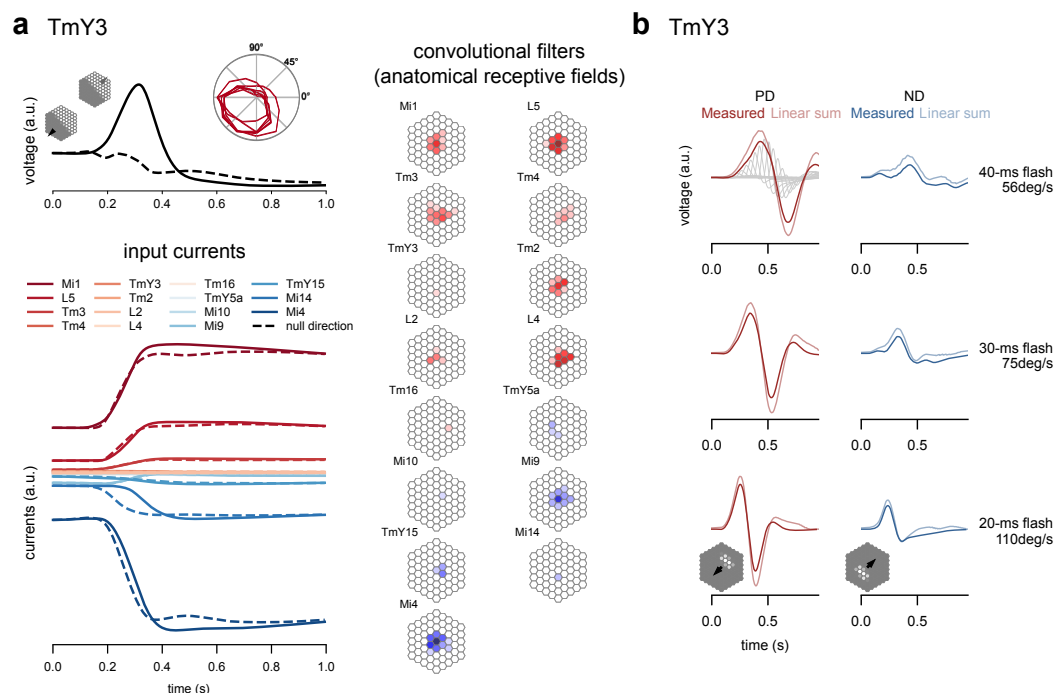 a TmY3
voltage (a.u.)
90°
45°
0°
0.0 0.2 0.4 0.6 0.8 1.0
input currents
Mi1 TmY3 Tm16 TmY15
L5 Tm2 TmY5a Mi14
Tm3 L2 Mi10 Mi4
Tm4 L4 Mi9 null direction
currents (a.u.)
0.0 0.2 0.4 0.6 0.8 1.0
time (s)
convolutional filters
(anatomical receptive fields)
Mi1 L5
Tm3 Tm4
TmY3 Tm2
L2 L4
Tm16 TmY5a
Mi10 Mi9
TmY15 Mi14
Mi4
b TmY3
PD ND
Measured Linear sum Measured Linear sum
voltage (a.u.)
40-ms flash
56deg/s
0.0 0.5 0.0 0.5
30-ms flash
75deg/s
0.0 0.5 0.0 0.5
20-ms flash
110deg/s
0.0 0.5 0.0 0.5
time (s)